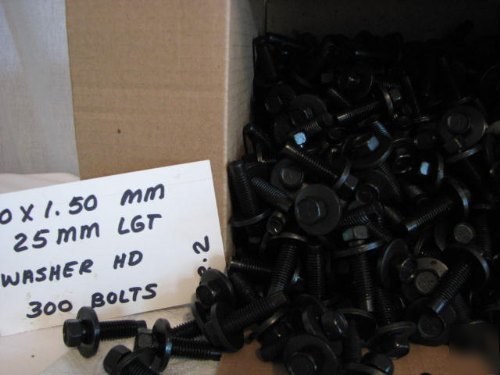 0 X 1.50 MM
25 MM LGT
WASHER HD
300 BOLTS